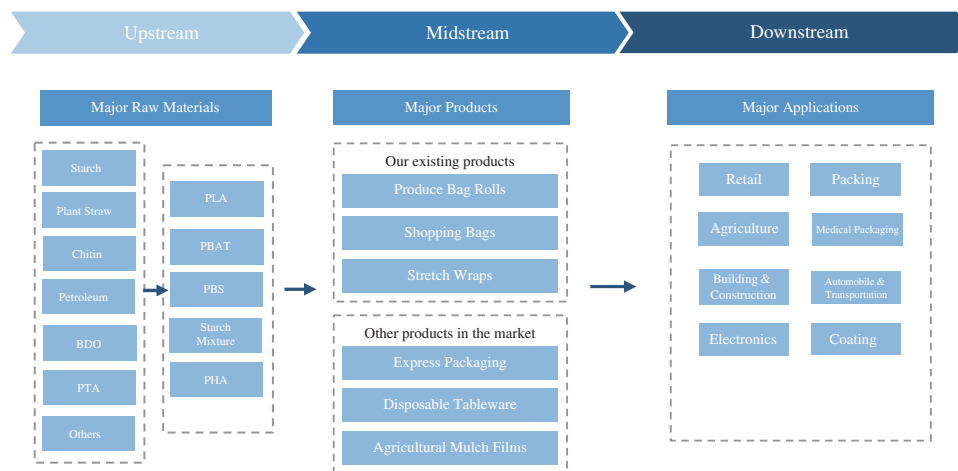 Upstream
Midstream
Downstream
Major Raw Materials
Starch
Plant Straw
Chitin
Petroleum
BDO
PTA
Others
PLA
PBAT
PBS
Starch
Mixture
PHA
Major Products
Our existing products
Produce Bag Rolls
Shopping Bags
Stretch Wraps
Other products in the market
Express Packaging
Disposable Tableware
Agricultural Mulch Films
Major Applications
Retail
Packing
Agriculture
Medical Packaging
Building &
Construction
Automobile &
Transportation
Electronics
Coating